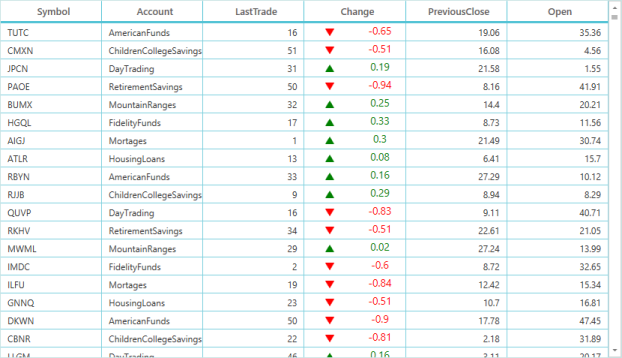 Symbol Account LastTrade Change PreviousClose Open
TUTC AmericanFunds 16 -0.65 19.06 35.36
CMXN ChildrenCollegeSavings 51 -0.51 16.08 4.56
JPCN DayTrading 31 0.19 21.58 1.55
PAOE RetirementSavings 50 -0.94 8.16 41.91
BUMX MountainRanges 32 0.25 14.4 20.21
HGQL FidelityFunds 17 0.33 8.73 11.56
AIGJ Mortages 1 0.3 21.49 30.74
ATLR HousingLoans 13 0.08 6.41 15.7
RBYN AmericanFunds 33 0.16 27.29 10.12
RJJB ChildrenCollegeSavings 9 0.29 8.94 8.29
QUVP DayTrading 16 -0.83 9.11 40.71
RKHV RetirementSavings 34 -0.51 22.61 21.05
MWML MountainRanges 29 0.02 27.24 13.99
IMDC FidelityFunds 2 -0.6 8.72 32.65
ILFU Mortages 19 -0.84 12.42 15.34
GNNQ HousingLoans 23 -0.51 10.7 16.81
DKWN AmericanFunds 50 -0.9 17.78 47.45
CBNR ChildrenCollegeSavings 22 -0.81 2.18 31.89
LLGM DayTrading 46 0.16 3.11 20.17